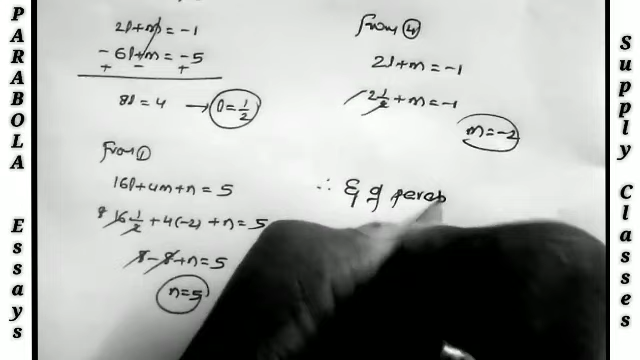 PARABOLA Essays
2l+m = -1
- 6l+m = -5
+ - +
8l = 4 → l = 1/2
from ①
16l+4m+n = 5
8 16 1/2 + 4(-2) + n = 5
8 - 8 + n = 5
n = 5
from ④
2l+m = -1
2 1/2 + m = -1
m = -2
∴ Eq of parab
Supply Classes